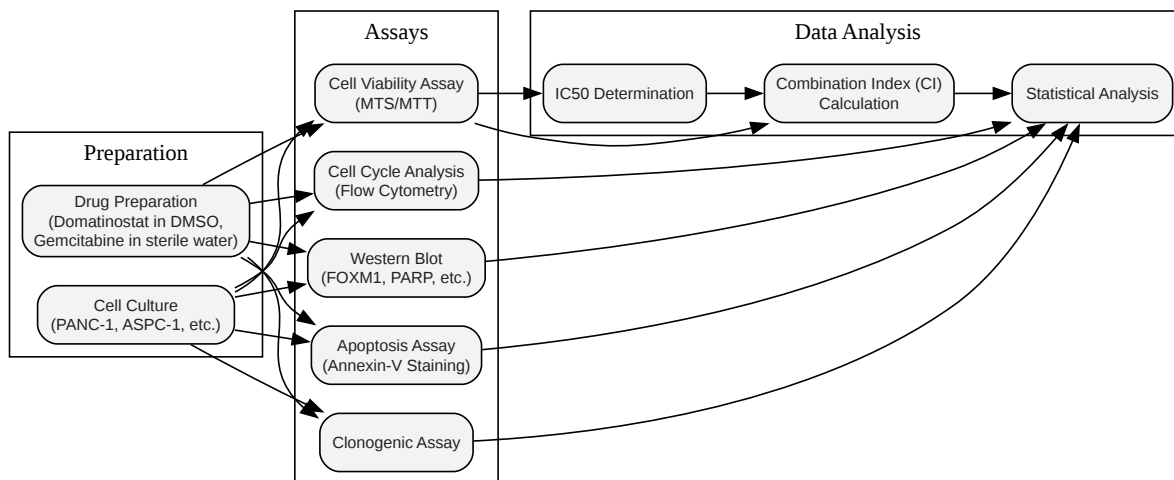 Preparation
Drug Preparation
(Domatinostat in DMSO,
Gemcitabine in sterile water)
Cell Culture
(PANC-1, ASPC-1, etc.)
Assays
Cell Viability Assay
(MTS/MTT)
Cell Cycle Analysis
(Flow Cytometry)
Western Blot
(FOXM1, PARP, etc.)
Apoptosis Assay
(Annexin-V Staining)
Clonogenic Assay
Data Analysis
IC50 Determination
Combination Index (CI)
Calculation
Statistical Analysis